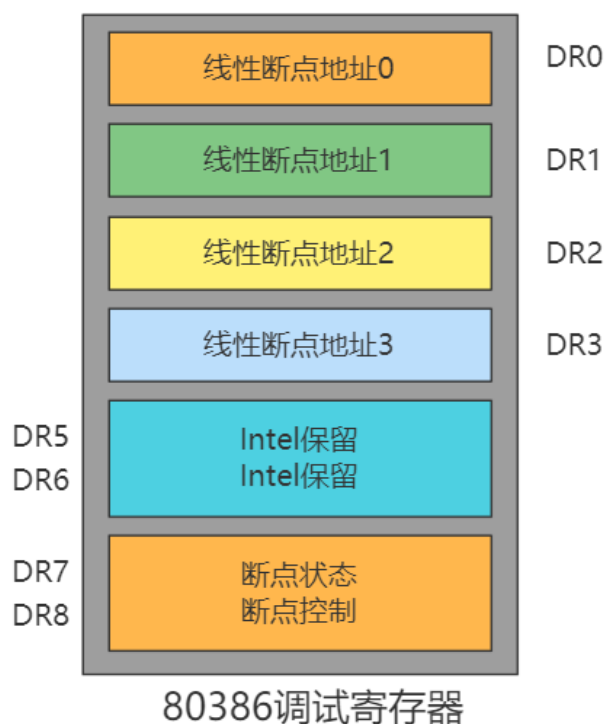 线性断点地址0 DR0
线性断点地址1 DR1
线性断点地址2 DR2
线性断点地址3 DR3
DR5 Intel保留
DR6 Intel保留
DR7 断点状态
DR8 断点控制
80386调试寄存器